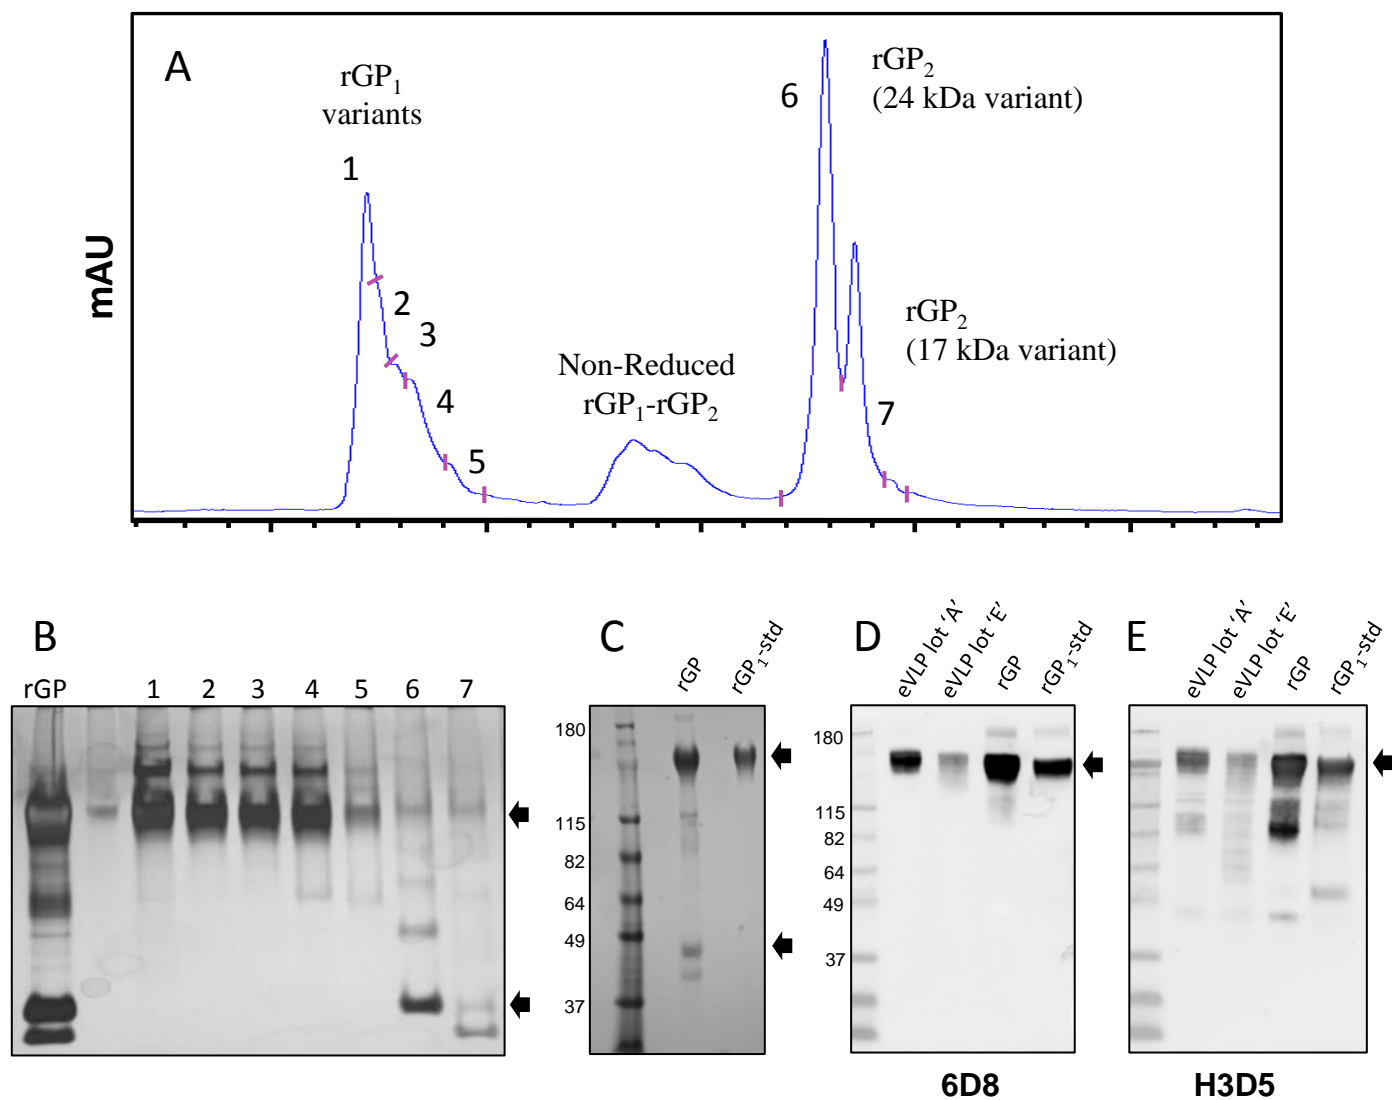 A
rGP₁
variants
1
2
3
4
5
Non-Reduced
rGP₁-rGP₂
6
rGP₂
(24 kDa variant)
rGP₂
(17 kDa variant)
7
mAU
B
rGP 1 2 3 4 5 6 7
C
rGP
rGP₁-std
180
115
82
64
49
37
D
eVLP lot ‘A’
eVLP lot ‘E’
rGP
rGP₁-std
180
115
82
64
49
37
6D8
E
eVLP lot ‘A’
eVLP lot ‘E’
rGP
rGP₁-std
H3D5